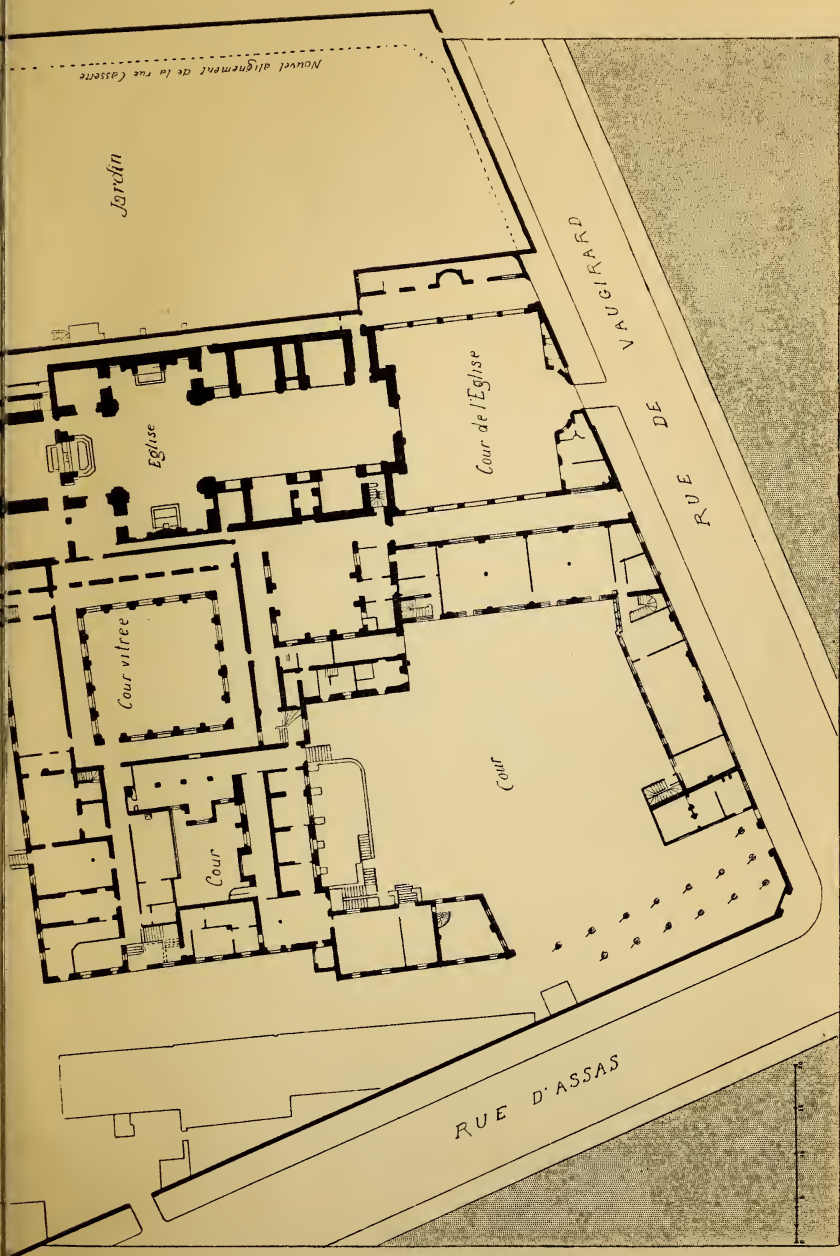 Nouvel alignement de la rue Cassette
Jardin
RUE DE VAUGIRARD
Eglise
Cour de l'Eglise
Cour vitree
Cour
Cour
RUE D'ASSAS